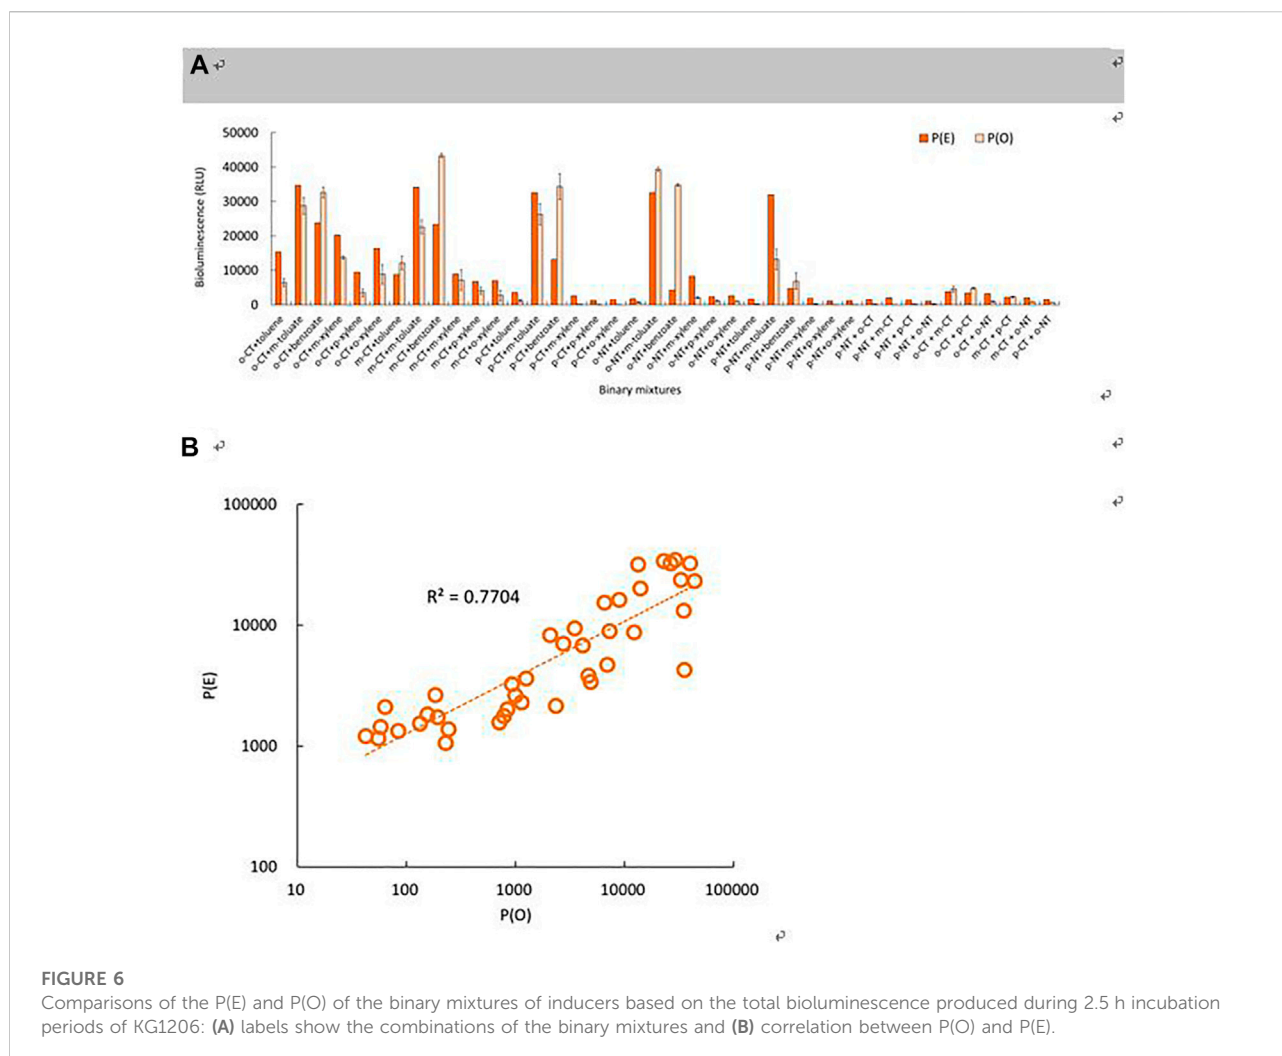 A
50000
40000
30000
20000
10000
0
Bioluminescence (RLU)
P(E)
P(O)
o-CT+toluene
o-CT+m-toluate
o-CT+benzoate
o-CT+m-xylene
o-CT+p-xylene
o-CT+o-xylene
m-CT+toluene
m-CT+m-toluate
m-CT+benzoate
m-CT+m-xylene
m-CT+p-xylene
m-CT+o-xylene
p-CT+toluene
p-CT+m-toluate
p-CT+benzoate
p-CT+m-xylene
p-CT+p-xylene
p-CT+o-xylene
o-NT+toluene
o-NT+m-toluate
o-NT+benzoate
o-NT+m-xylene
o-NT+p-xylene
o-NT+o-xylene
p-NT+toluene
p-NT+m-toluate
p-NT+benzoate
p-NT+m-xylene
p-NT+p-xylene
p-NT+o-xylene
p-NT + o-CT
p-NT + m-CT
p-NT + p-CT
p-NT + o-NT
o-CT + m-CT
o-CT + p-CT
o-CT + o-NT
m-CT + p-CT
m-CT + o-NT
p-CT + o-NT
Binary mixtures
B
100000
10000
1000
100
P(E)
R² = 0.7704
10 100 1000 10000 100000
P(O)
FIGURE 6
Comparisons of the P(E) and P(O) of the binary mixtures of inducers based on the total bioluminescence produced during 2.5 h incubation
periods of KG1206: (A) labels show the combinations of the binary mixtures and (B) correlation between P(O) and P(E).